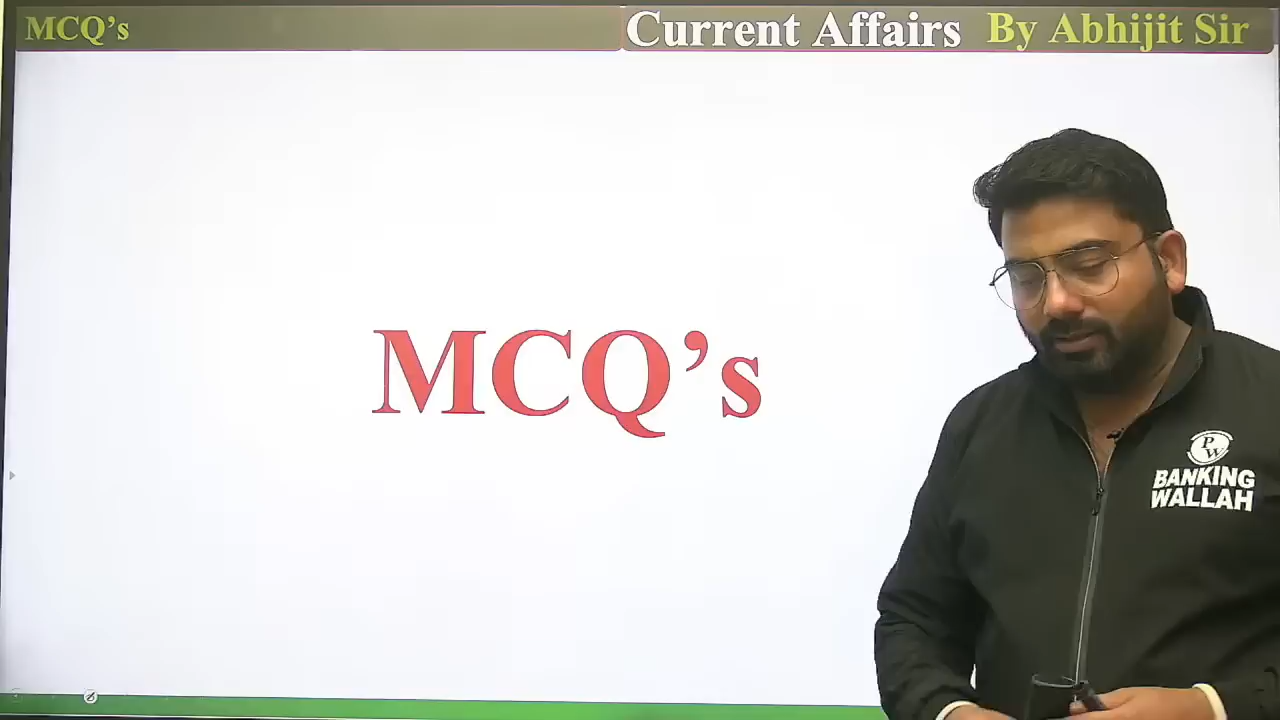 MCQ’s
Current Affairs By Abhijit Sir
MCQ’s
PW
BANKING
WALLAH